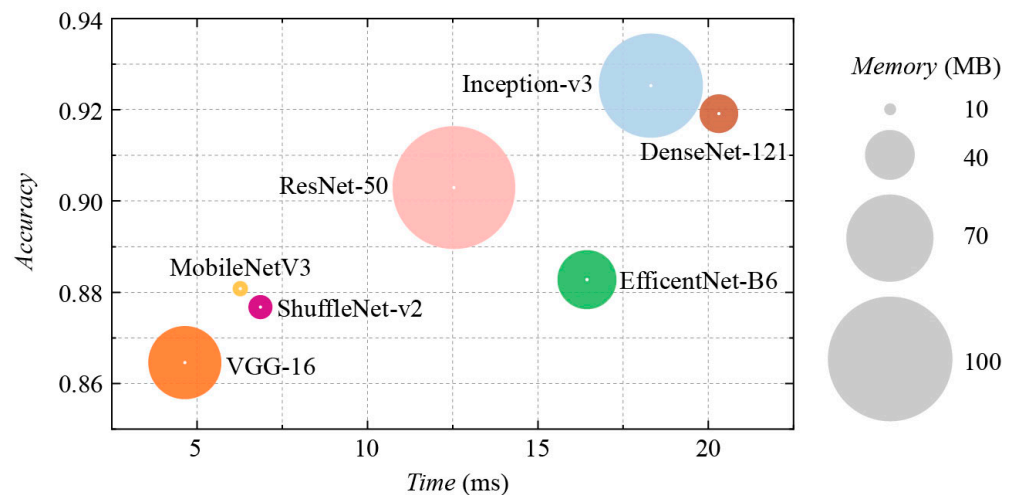 0.94
0.92
0.90
0.88
0.86
Accuracy
Inception-v3
DenseNet-121
ResNet-50
MobileNetV3
ShuffleNet-v2
EfficentNet-B6
VGG-16
5
10
15
20
Time (ms)
Memory (MB)
10
40
70
100